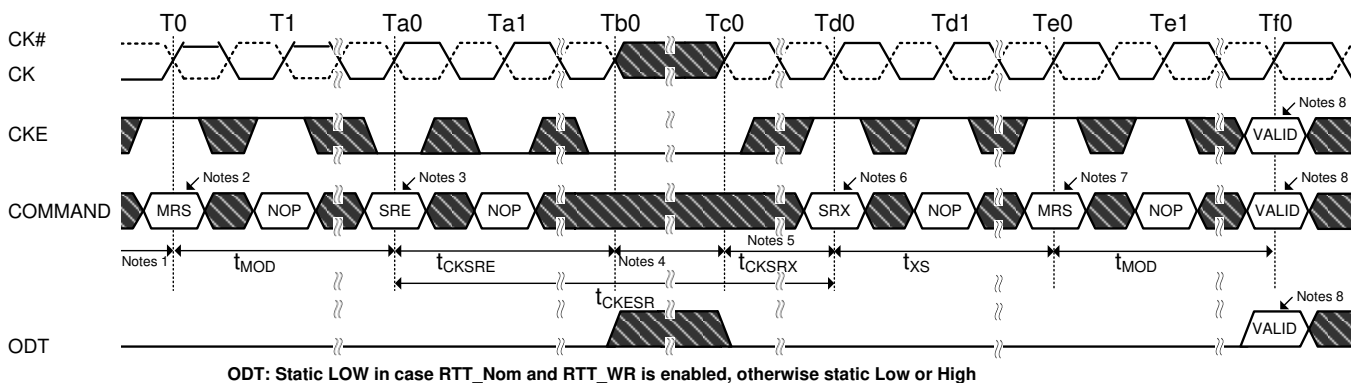 T0 T1 Ta0 Ta1 Tb0 Tc0 Td0 Td1 Te0 Te1 Tf0
CK#
CK
Notes 8
CKE VALID
Notes 2 Notes 3 Notes 6 Notes 7 Notes 8
COMMAND MRS NOP SRE NOP SRX NOP MRS NOP VALID
Notes 1 tMOD tCKSRE Notes 4 Notes 5 tCKSRX tXS tMOD
tCKESR
Notes 8
ODT VALID
ODT: Static LOW in case RTT_Nom and RTT_WR is enabled, otherwise static Low or High